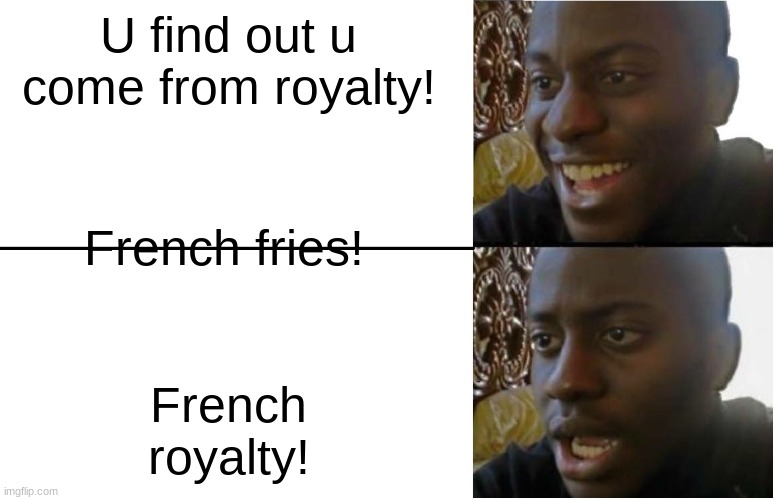 U find out u
come from royalty!
French fries!
French
royalty!
imgflip.com